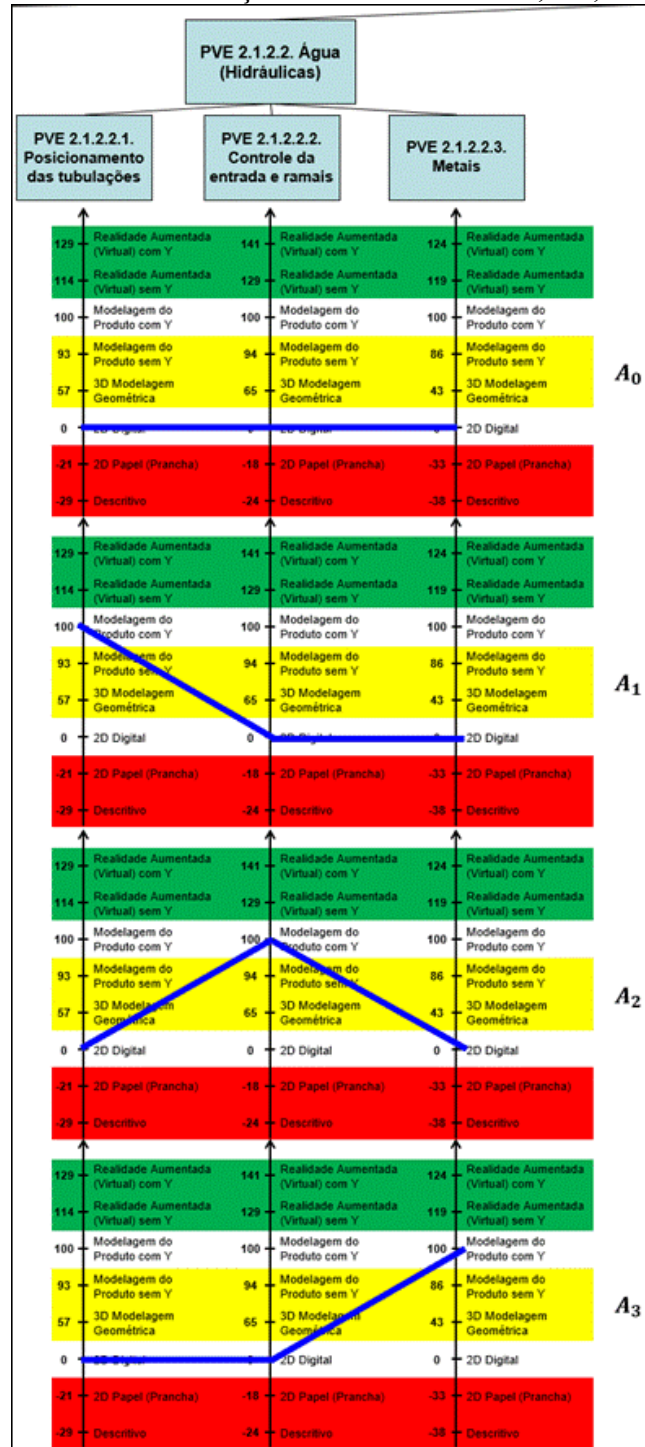 PVE 2.1.2.2. Água
(Hidráulicas)
PVE 2.1.2.2.1.
Posicionamento
das tubulações
PVE 2.1.2.2.2.
Controle da
entrada e ramais
PVE 2.1.2.2.3.
Metais
129 Realidade Aumentada 141 Realidade Aumentada 124 Realidade Aumentada
(Virtual) com Y (Virtual) com Y (Virtual) com Y
114 Realidade Aumentada 129 Realidade Aumentada 119 Realidade Aumentada
(Virtual) sem Y (Virtual) sem Y (Virtual) sem Y
100 Modelagem do 100 Modelagem do 100 Modelagem do
Produto com Y Produto com Y Produto com Y
93 Modelagem do 94 Modelagem do 86 Modelagem do
Produto sem Y Produto sem Y Produto sem Y
57 3D Modelagem 65 3D Modelagem 43 3D Modelagem
Geométrica Geométrica Geométrica
A0
0 2D Digital 0 2D Digital 0 2D Digital
-21 2D Papel (Prancha) -18 2D Papel (Prancha) -33 2D Papel (Prancha)
-29 Descritivo -24 Descritivo -38 Descritivo
129 Realidade Aumentada 141 Realidade Aumentada 124 Realidade Aumentada
(Virtual) com Y (Virtual) com Y (Virtual) com Y
114 Realidade Aumentada 129 Realidade Aumentada 119 Realidade Aumentada
(Virtual) sem Y (Virtual) sem Y (Virtual) sem Y
100 Modelagem do 100 Modelagem do 100 Modelagem do
Produto com Y Produto com Y Produto com Y
93 Modelagem do 94 Modelagem do 86 Modelagem do
Produto sem Y Produto sem Y Produto sem Y
57 3D Modelagem 65 3D Modelagem 43 3D Modelagem
Geométrica Geométrica Geométrica
A1
0 2D Digital 0 2D Digital 0 2D Digital
-21 2D Papel (Prancha) -18 2D Papel (Prancha) -33 2D Papel (Prancha)
-29 Descritivo -24 Descritivo -38 Descritivo
129 Realidade Aumentada 141 Realidade Aumentada 124 Realidade Aumentada
(Virtual) com Y (Virtual) com Y (Virtual) com Y
114 Realidade Aumentada 129 Realidade Aumentada 119 Realidade Aumentada
(Virtual) sem Y (Virtual) sem Y (Virtual) sem Y
100 Modelagem do 100 Modelagem do 100 Modelagem do
Produto com Y Produto com Y Produto com Y
93 Modelagem do 94 Modelagem do 86 Modelagem do
Produto sem Y Produto sem Y Produto sem Y
57 3D Modelagem 65 3D Modelagem 43 3D Modelagem
Geométrica Geométrica Geométrica
A2
0 2D Digital 0 2D Digital 0 2D Digital
-21 2D Papel (Prancha) -18 2D Papel (Prancha) -33 2D Papel (Prancha)
-29 Descritivo -24 Descritivo -38 Descritivo
129 Realidade Aumentada 141 Realidade Aumentada 124 Realidade Aumentada
(Virtual) com Y (Virtual) com Y (Virtual) com Y
114 Realidade Aumentada 129 Realidade Aumentada 119 Realidade Aumentada
(Virtual) sem Y (Virtual) sem Y (Virtual) sem Y
100 Modelagem do 100 Modelagem do 100 Modelagem do
Produto com Y Produto com Y Produto com Y
93 Modelagem do 94 Modelagem do 86 Modelagem do
Produto sem Y Produto sem Y Produto sem Y
57 3D Modelagem 65 3D Modelagem 43 3D Modelagem
Geométrica Geométrica Geométrica
A3
0 2D Digital 0 2D Digital 0 2D Digital
-21 2D Papel (Prancha) -18 2D Papel (Prancha) -33 2D Papel (Prancha)
-29 Descritivo -24 Descritivo -38 Descritivo